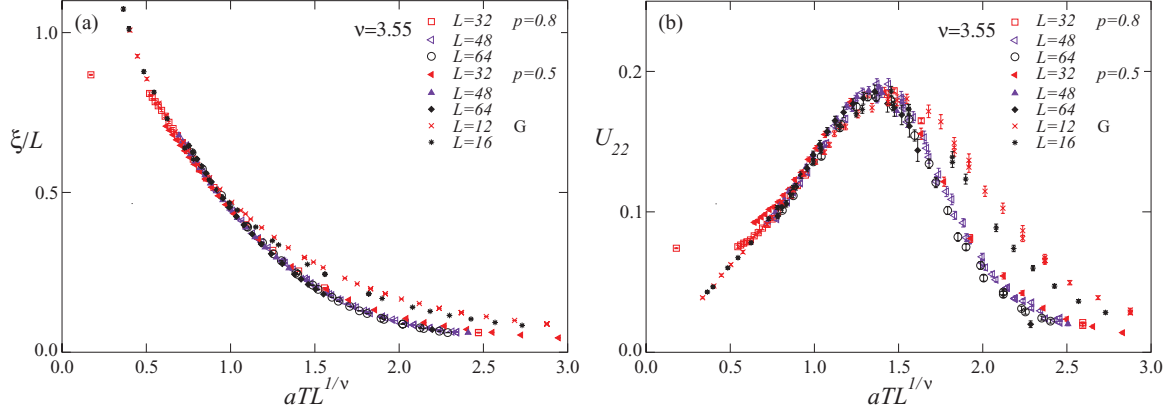 (a)
ν=3.55
L=32 p=0.8
L=48
L=64
L=32 p=0.5
L=48
L=64
L=12 G
L=16
1.0
0.5
0.0
ξ/L
0.0 0.5 1.0 1.5 2.0 2.5 3.0
aTL^{1/ν}
(b)
ν=3.55
L=32 p=0.8
L=48
L=64
L=32 p=0.5
L=48
L=64
L=12 G
L=16
0.2
0.1
0.0
U_{22}
0.0 0.5 1.0 1.5 2.0 2.5 3.0
aTL^{1/ν}